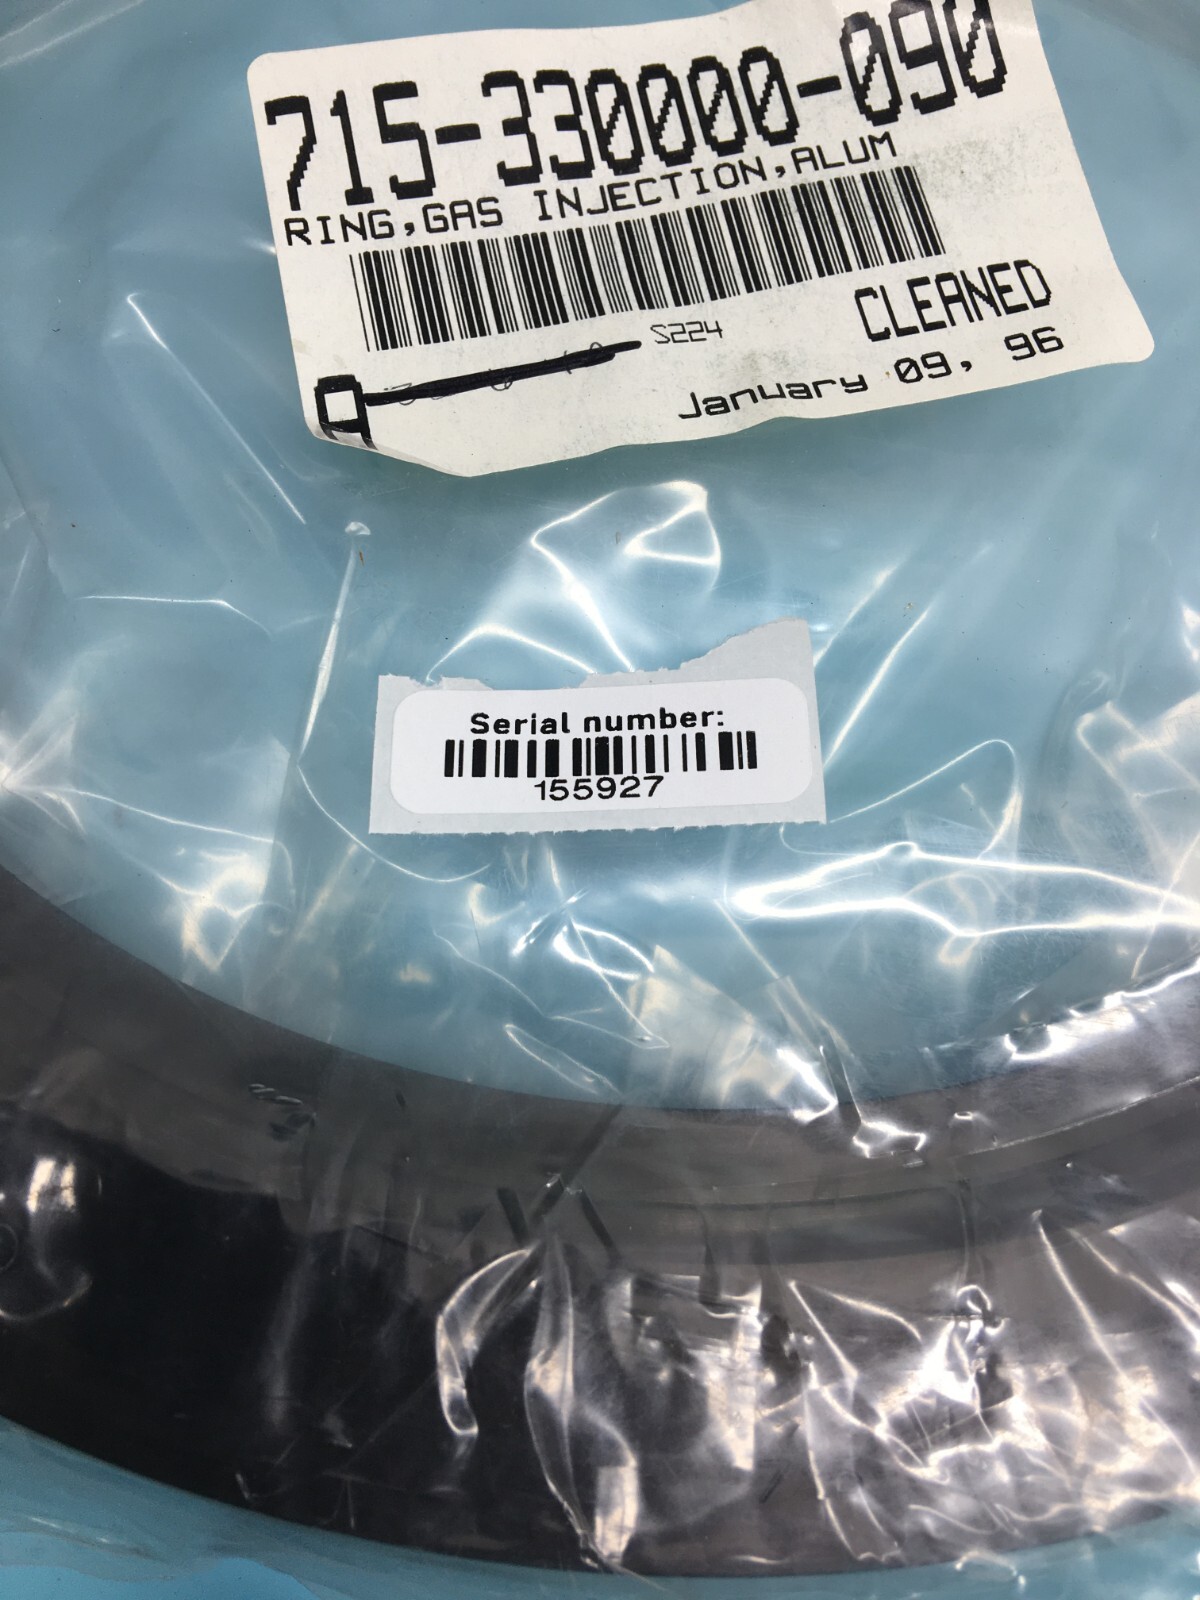 715-330000-090
RING,GAS INJECTION,ALUM
S224
CLEANED
A
January 09, 96
Serial number:
155927